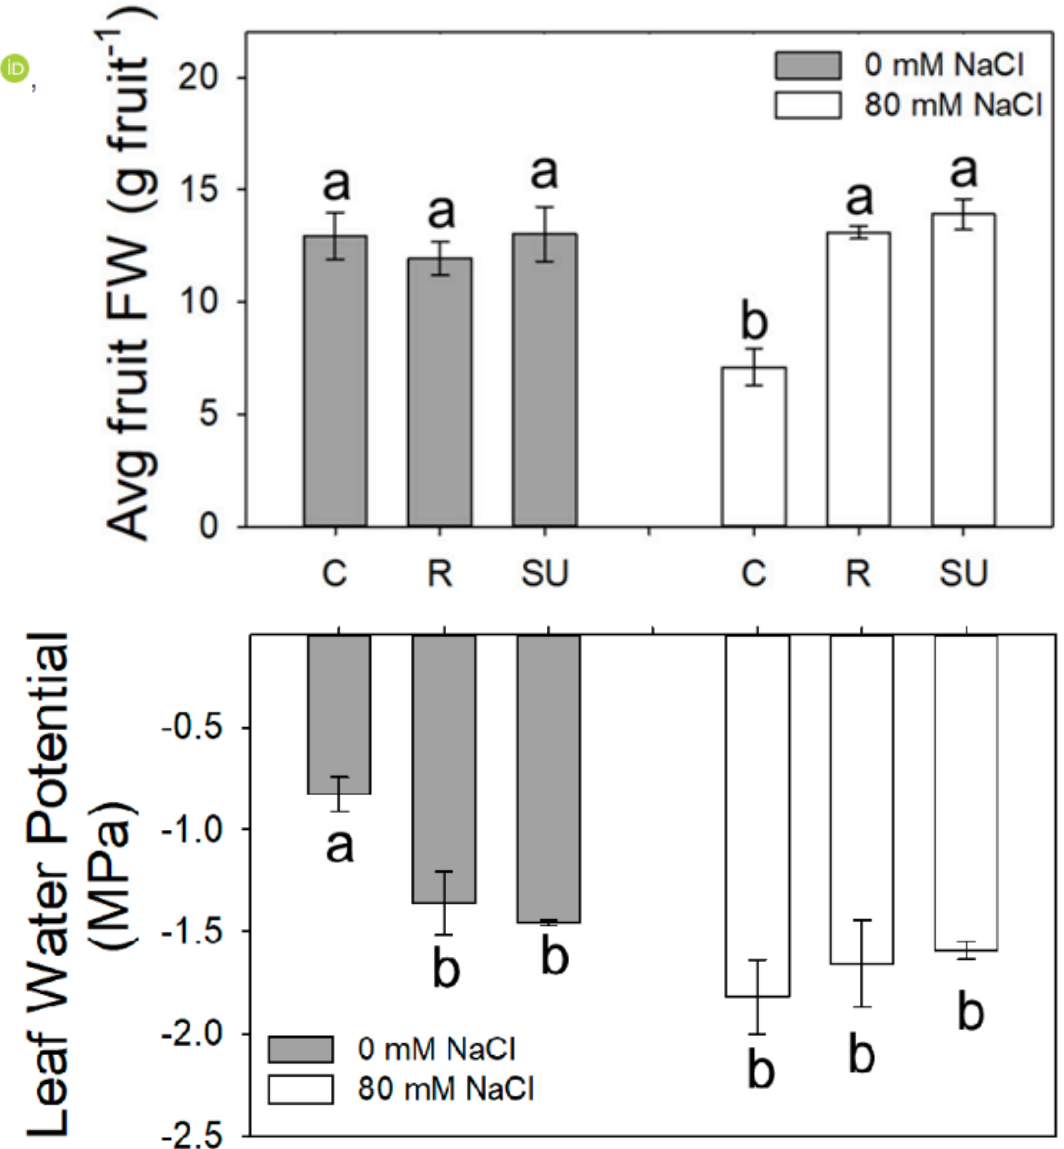 iD ,
Avg fruit FW (g fruit⁻¹)
20
15
10
5
0
0 mM NaCl
80 mM NaCl
a
a
a
b
a
a
C R SU C R SU
Leaf Water Potential
(MPa)
-0.5
-1.0
-1.5
-2.0
-2.5
a
b
b
b
b
b
0 mM NaCl
80 mM NaCl